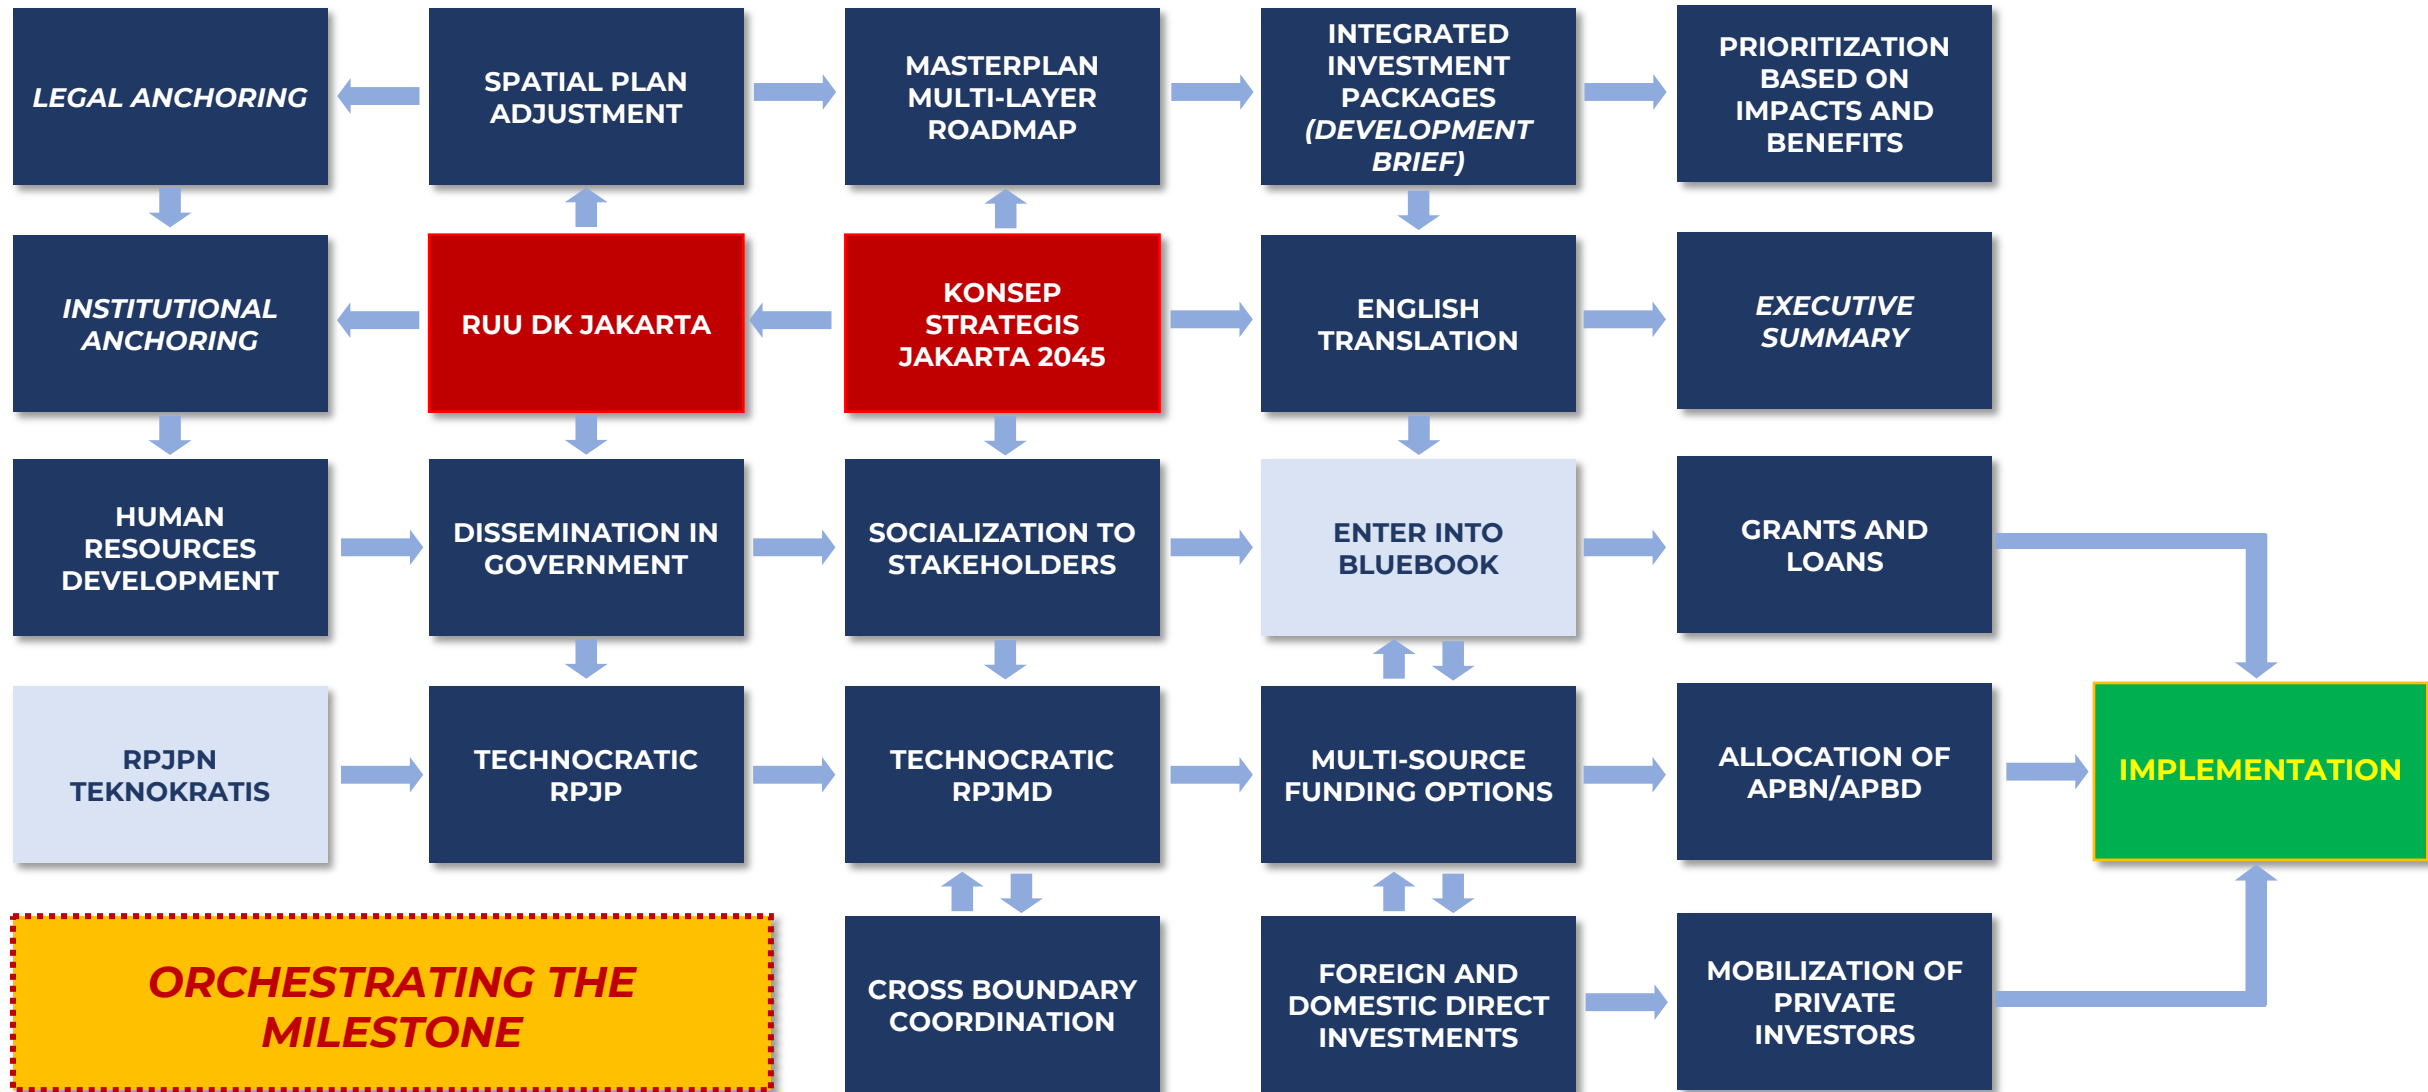 LEGAL ANCHORING
SPATIAL PLAN
ADJUSTMENT
MASTERPLAN
MULTI-LAYER
ROADMAP
INTEGRATED
INVESTMENT
PACKAGES
(DEVELOPMENT
BRIEF)
PRIORITIZATION
BASED ON
IMPACTS AND
BENEFITS
INSTITUTIONAL
ANCHORING
RUU DK JAKARTA
KONSEP
STRATEGIS
JAKARTA 2045
ENGLISH
TRANSLATION
EXECUTIVE
SUMMARY
HUMAN
RESOURCES
DEVELOPMENT
DISSEMINATION IN
GOVERNMENT
SOCIALIZATION TO
STAKEHOLDERS
ENTER INTO
BLUEBOOK
GRANTS AND
LOANS
RPJPN
TEKNOKRATIS
TECHNOCRATIC
RPJP
TECHNOCRATIC
RPJMD
MULTI-SOURCE
FUNDING OPTIONS
ALLOCATION OF
APBN/APBD
IMPLEMENTATION
ORCHESTRATING THE
MILESTONE
CROSS BOUNDARY
COORDINATION
FOREIGN AND
DOMESTIC DIRECT
INVESTMENTS
MOBILIZATION OF
PRIVATE
INVESTORS